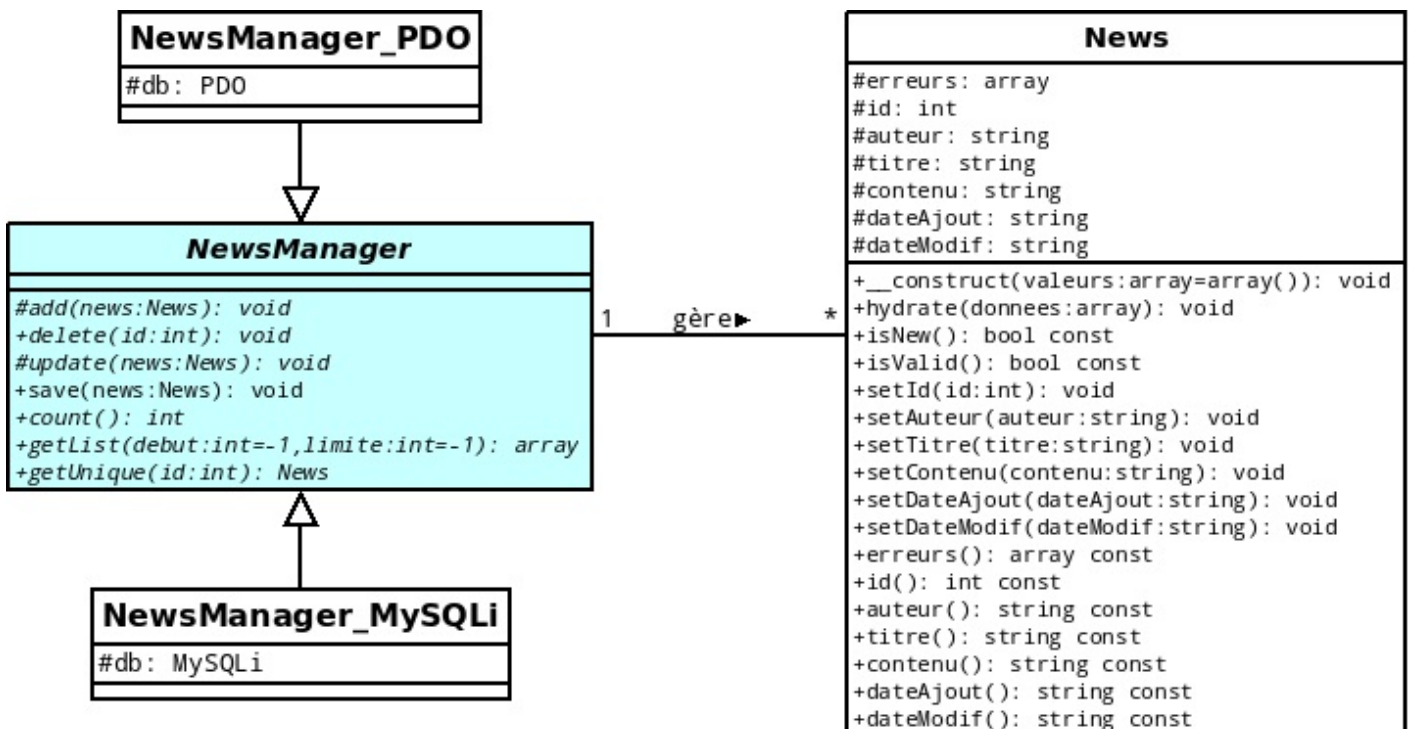 NewsManager_PDO
#db: PDO
NewsManager
#add(news:News): void
+delete(id:int): void
#update(news:News): void
+save(news:News): void
+count(): int
+getList(debut:int=-1,limite:int=-1): array
+getUnique(id:int): News
NewsManager_MySQLi
#db: MySQLi
1 gère► *
News
#erreurs: array
#id: int
#auteur: string
#titre: string
#contenu: string
#dateAjout: string
#dateModif: string
+__construct(valeurs:array=array()): void
+hydrate(donnees:array): void
+isNew(): bool const
+isValid(): bool const
+setId(id:int): void
+setAuteur(auteur:string): void
+setTitre(titre:string): void
+setContenu(contenu:string): void
+setDateAjout(dateAjout:string): void
+setDateModif(dateModif:string): void
+erreurs(): array const
+id(): int const
+auteur(): string const
+titre(): string const
+contenu(): string const
+dateAjout(): string const
+dateModif(): string const